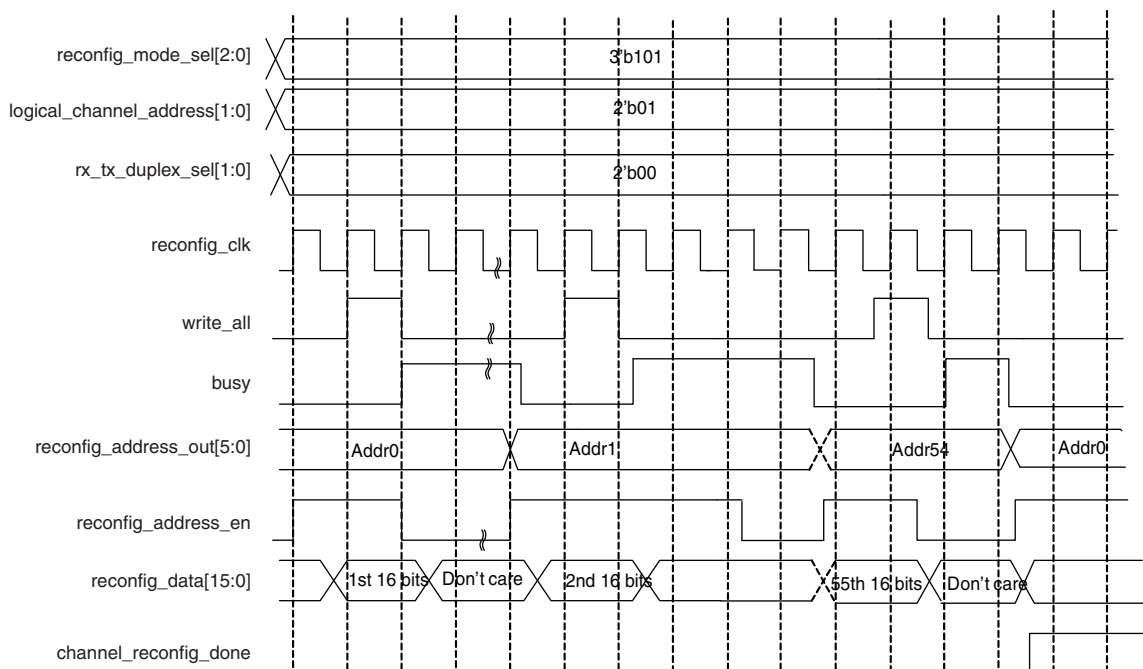 reconfig_mode_sel[2:0]
3'b101
logical_channel_address[1:0]
2'b01
rx_tx_duplex_sel[1:0]
2'b00
reconfig_clk
write_all
busy
reconfig_address_out[5:0]
Addr0
Addr1
Addr54
Addr0
reconfig_address_en
reconfig_data[15:0]
1st 16 bits
Don't care
2nd 16 bits
55th 16 bits
Don't care
channel_reconfig_done